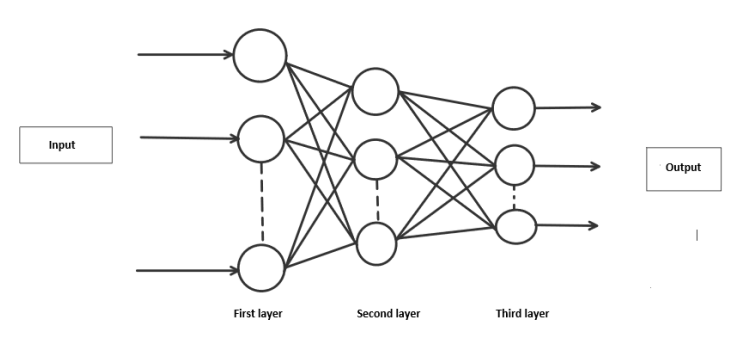 Input
Output
First layer
Second layer
Third layer